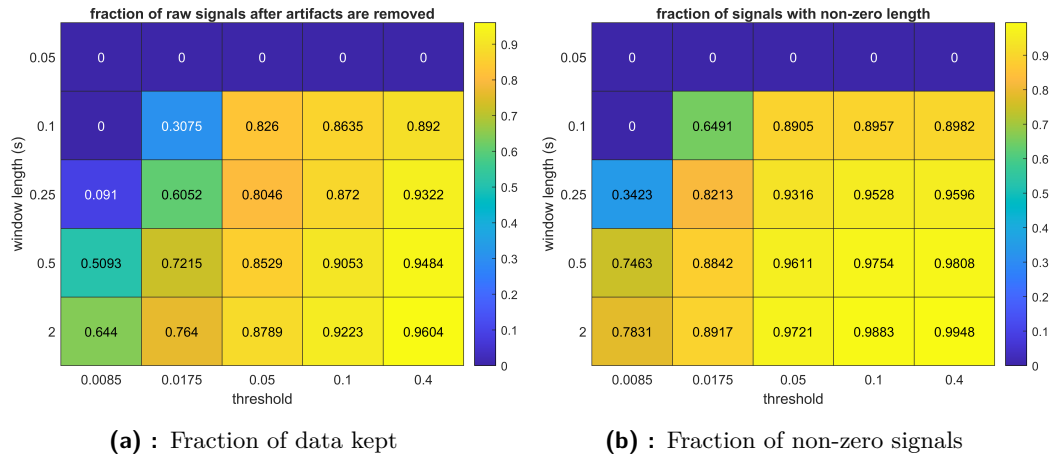 fraction of raw signals after artifacts are removed
0.05 0 0 0 0 0
0.1 0 0.3075 0.826 0.8635 0.892
0.25 0.091 0.6052 0.8046 0.872 0.9322
0.5 0.5093 0.7215 0.8529 0.9053 0.9484
2 0.644 0.764 0.8789 0.9223 0.9604
0.0085 0.0175 0.05 0.1 0.4
threshold
window length (s)
0.9
0.8
0.7
0.6
0.5
0.4
0.3
0.2
0.1
0
(a) : Fraction of data kept
fraction of signals with non-zero length
0.05 0 0 0 0 0
0.1 0 0.6491 0.8905 0.8957 0.8982
0.25 0.3423 0.8213 0.9316 0.9528 0.9596
0.5 0.7463 0.8842 0.9611 0.9754 0.9808
2 0.7831 0.8917 0.9721 0.9883 0.9948
0.0085 0.0175 0.05 0.1 0.4
threshold
window length (s)
0.9
0.8
0.7
0.6
0.5
0.4
0.3
0.2
0.1
0
(b) : Fraction of non-zero signals